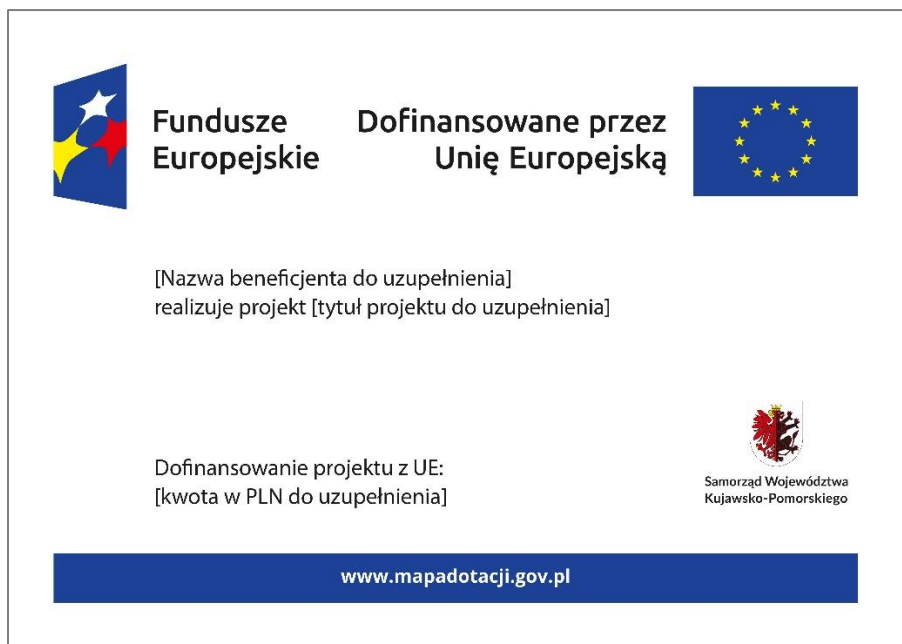 Fundusze
Europejskie
Dofinansowane przez
Unię Europejską
[Nazwa beneficjenta do uzupełnienia]
realizuje projekt [tytuł projektu do uzupełnienia]
Dofinansowanie projektu z UE:
[kwota w PLN do uzupełnienia]
Samorząd Województwa
Kujawsko-Pomorskiego
www.mapadotacji.gov.pl